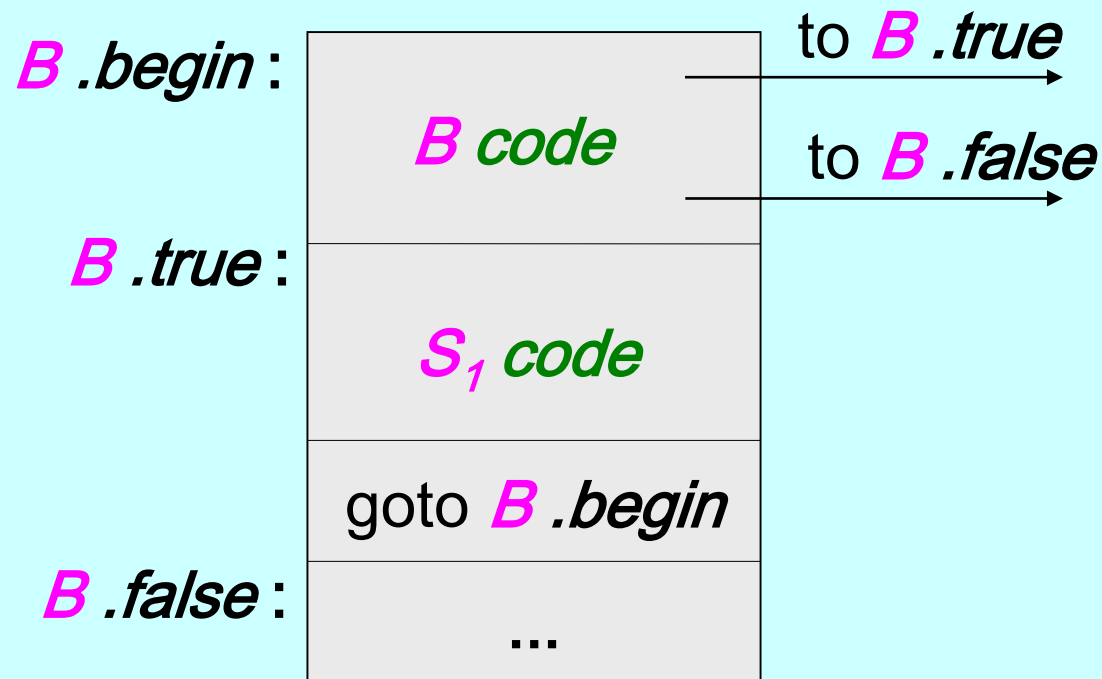 to B .true
B .begin :
B code
to B .false
B .true :
S₁ code
goto B .begin
B .false :
...